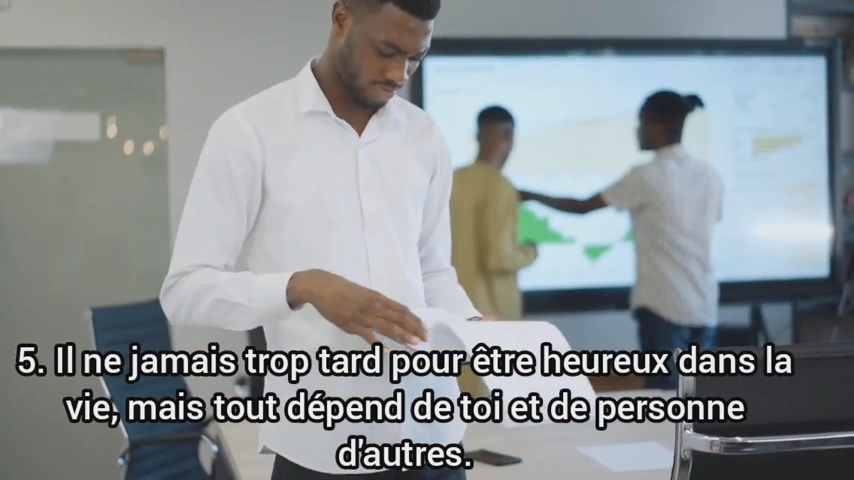 5. Il ne jamais trop tard pour être heureux dans la
vie, mais tout dépend de toi et de personne
d'autres.